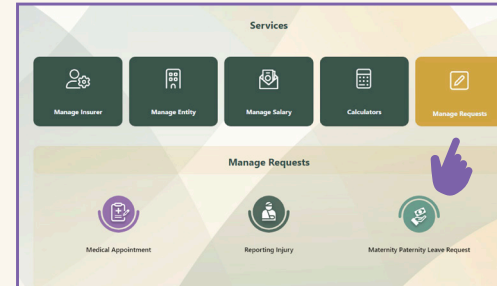 Services
Manage Insurer
Manage Entity
Manage Salary
Calculators
Manage Requests
Manage Requests
Medical Appointment
Reporting Injury
Maternity Paternity Leave Request